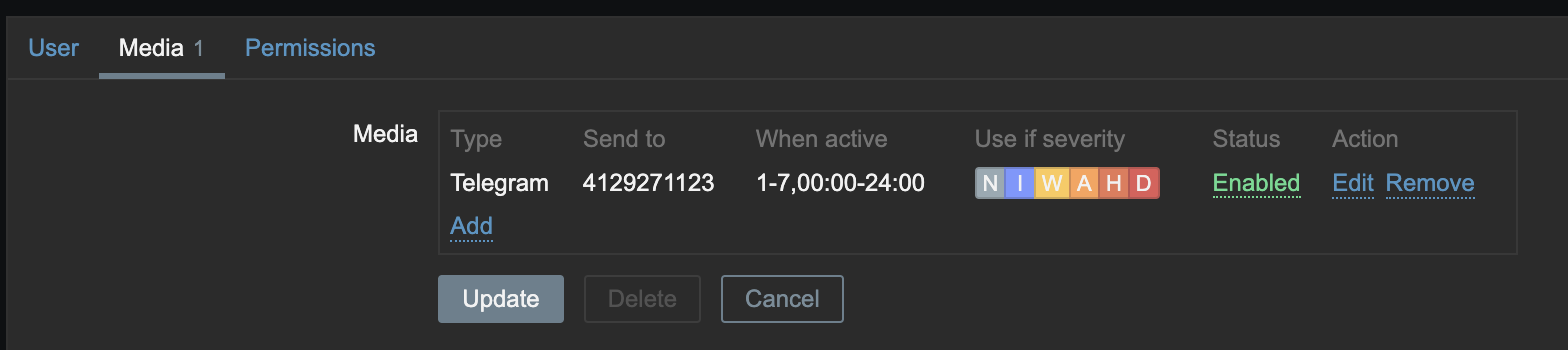 User Media 1 Permissions
Media
Type Send to When active Use if severity Status Action
Telegram 4129271123 1-7,00:00-24:00 N I W A H D Enabled Edit Remove
Add
Update Delete Cancel